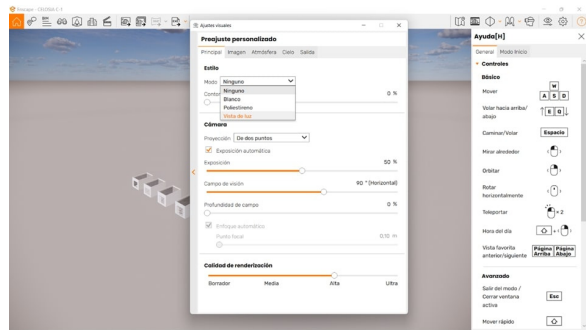 Enscape - CASONA C 1
Ajustes visuales
Preajuste personalizado
Principal Imagen Atmósfera Cielo Salida
Estilo
Modo Ninguno
Contor 0 %
Ninguno
Blanco
Poliestireno
Vista de luz
Cámara
Proyección De dos puntos
Exposición automática
Exposición 50 %
Campo de visión 90 ° (Horizontal)
Profundidad de campo 0 %
Enfoque automático
Punto focal 0,10 m
Calidad de renderización
Borrador Media Alta Ultra
Ayuda[H]
General Modo Inicio
Controles
Básico
Mover W A S D
Volar hacia arriba/
abajo E Q
Caminar/Volar Espacio
Mirar alrededor
Orbitar
Rotar
horizontalmente
Teleportar × 2
Hora del día +
Vista favorita
anterior/siguiente Página Arriba Página Abajo
Avanzado
Salir del modo /
Cerrar ventana
activa Esc
Mover rápido